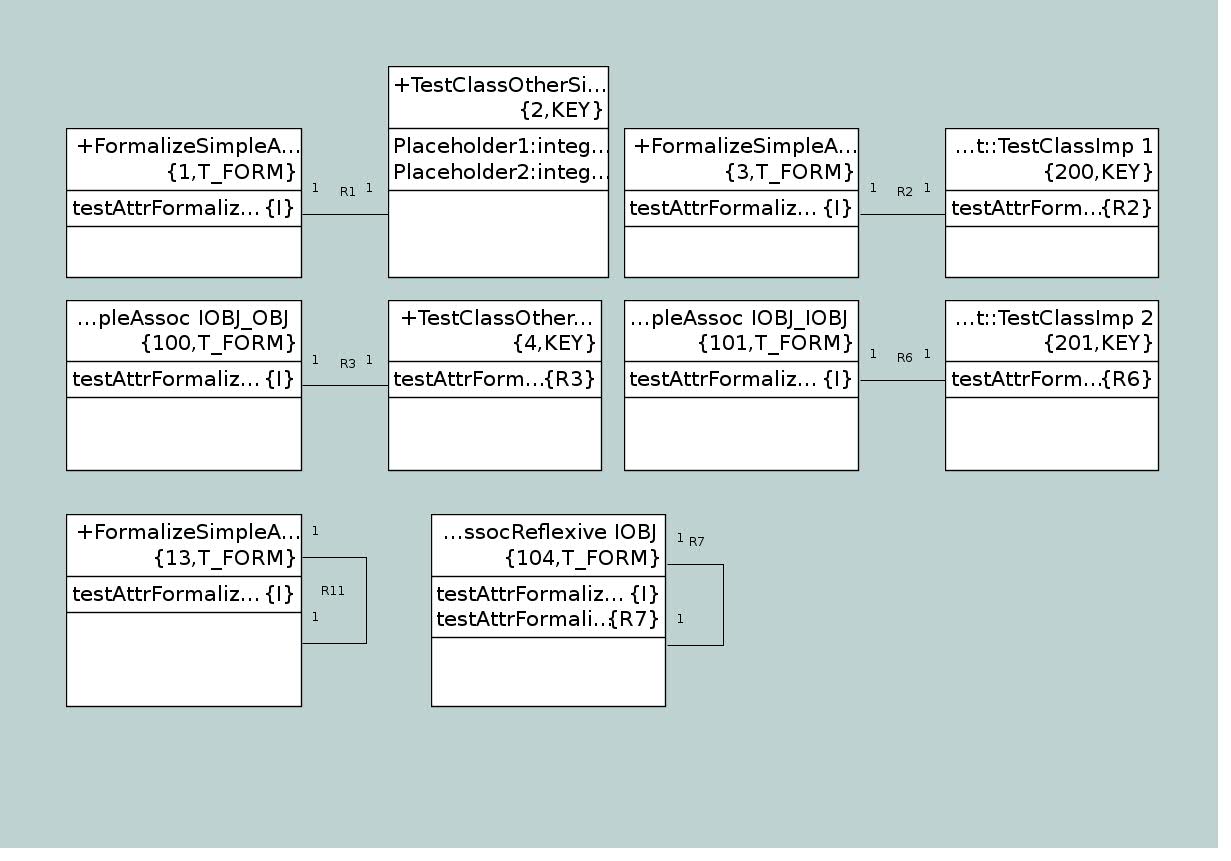 +TestClassOtherSi...
{2,KEY}
Placeholder1:integ...
Placeholder2:integ...
+FormalizeSimpleA...
{1,T_FORM}
testAttrFormaliz... {I}
1 R1 1
+FormalizeSimpleA...
{3,T_FORM}
testAttrFormaliz... {I}
1 R2 1
...t::TestClassImp 1
{200,KEY}
testAttrForm...{R2}
...pleAssoc IOBJ_OBJ
{100,T_FORM}
testAttrFormaliz... {I}
1 R3 1
+TestClassOther...
{4,KEY}
testAttrForm...{R3}
...pleAssoc IOBJ_IOBJ
{101,T_FORM}
testAttrFormaliz... {I}
1 R6 1
...t::TestClassImp 2
{201,KEY}
testAttrForm...{R6}
+FormalizeSimpleA...
{13,T_FORM}
testAttrFormaliz... {I}
1
R11
1
...ssocReflexive IOBJ
{104,T_FORM}
testAttrFormaliz... {I}
testAttrFormali...{R7}
1 R7
1